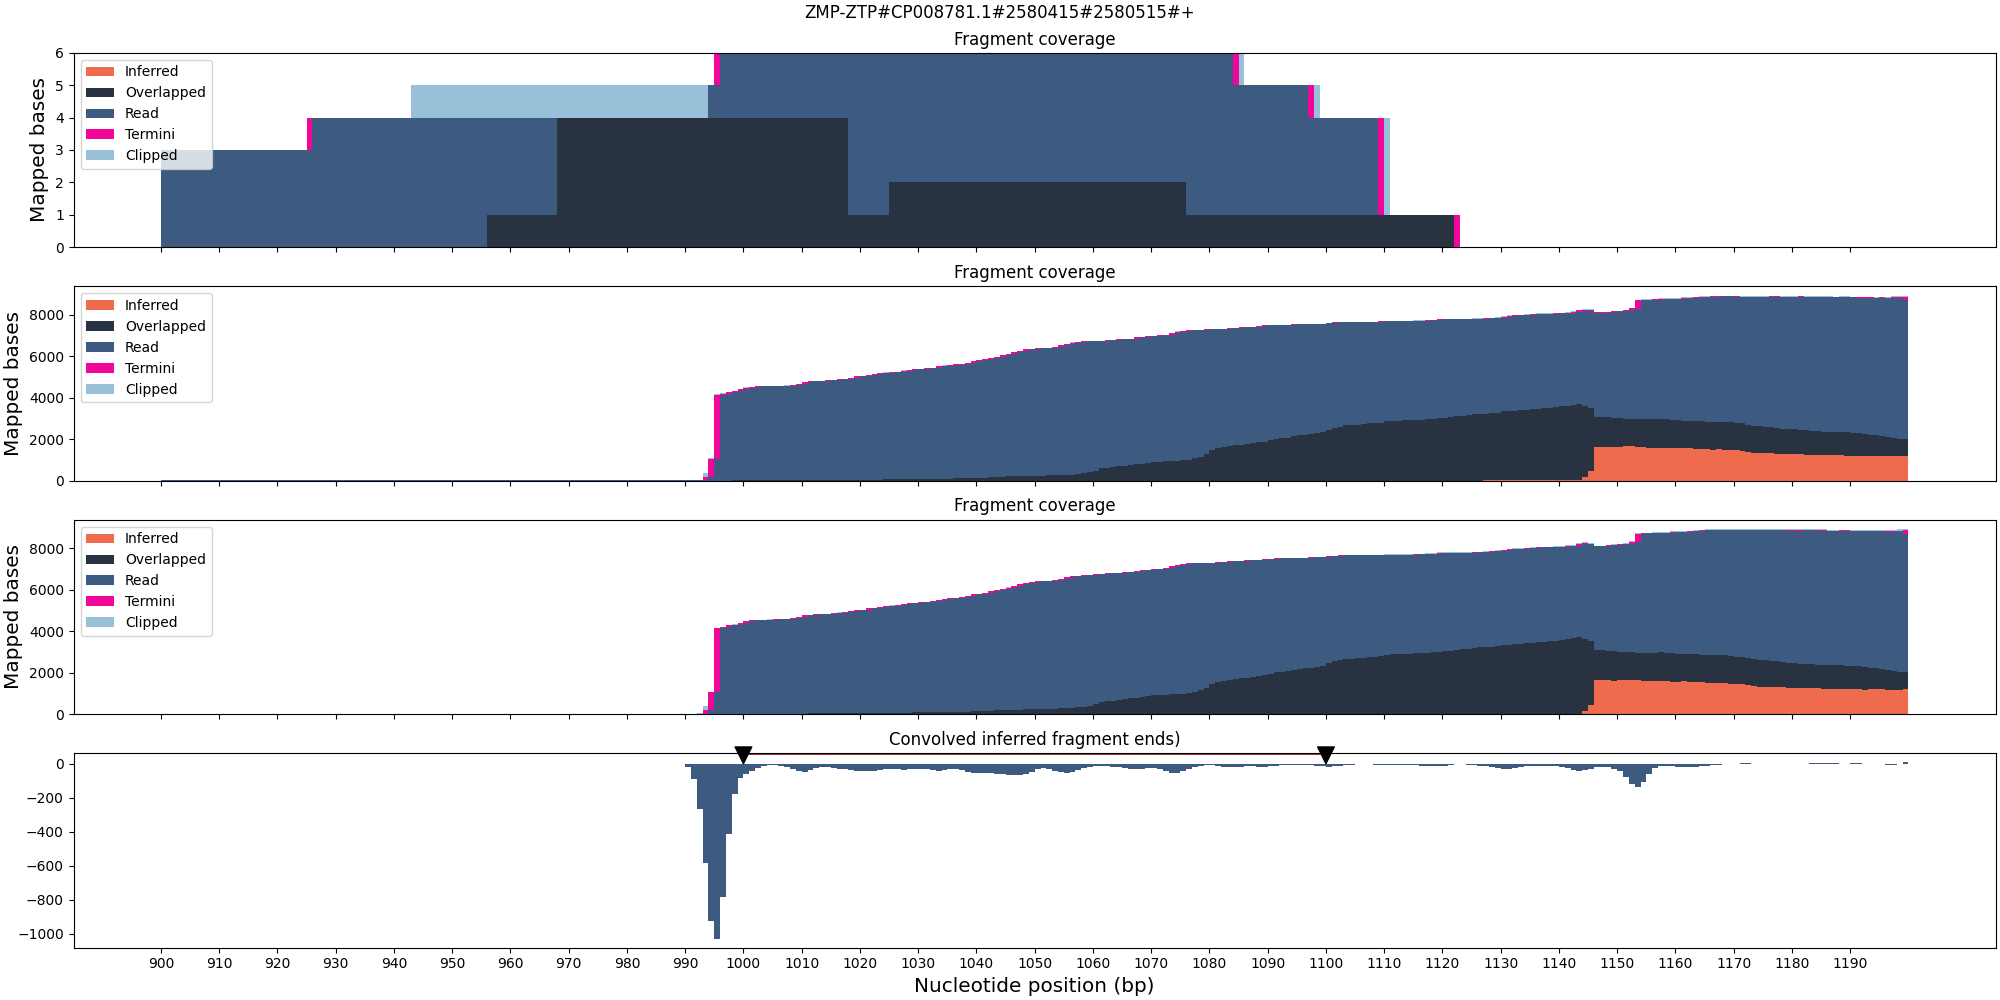 ZMP-ZTP#CP008781.1#2580415#2580515#+
Fragment coverage
Mapped bases
6
5
4
3
2
1
0
Inferred
Overlapped
Read
Termini
Clipped
Fragment coverage
Mapped bases
8000
6000
4000
2000
0
Inferred
Overlapped
Read
Termini
Clipped
Fragment coverage
Mapped bases
8000
6000
4000
2000
0
Inferred
Overlapped
Read
Termini
Clipped
Convolved inferred fragment ends)
0
−200
−400
−600
−800
−1000
900 910 920 930 940 950 960 970 980 990 1000 1010 1020 1030 1040 1050 1060 1070 1080 1090 1100 1110 1120 1130 1140 1150 1160 1170 1180 1190
Nucleotide position (bp)